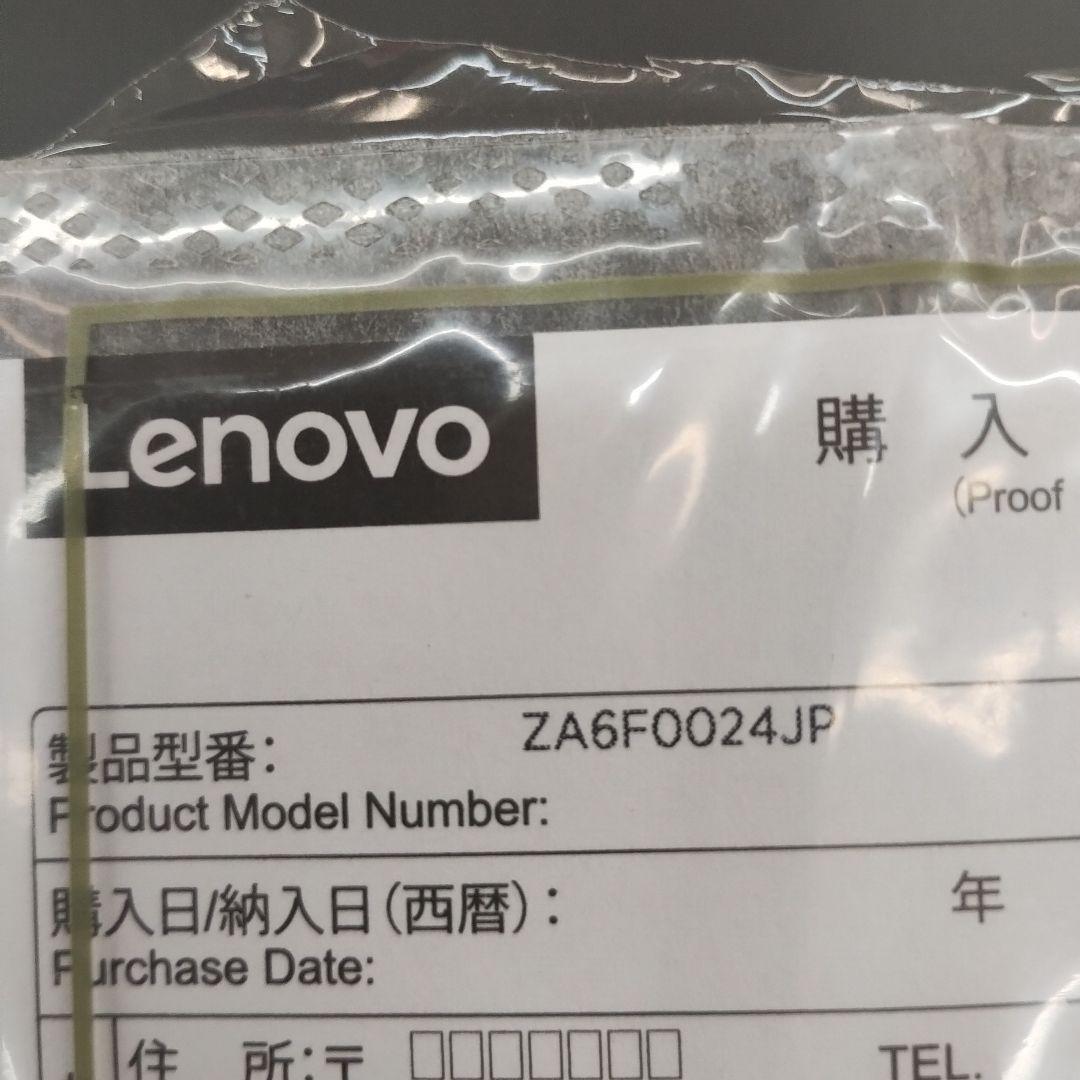 Lenovo
購 入
(Proof
製品型番: ZA6F0024JP
Product Model Number:
購入日/納入日(西暦): 年
Purchase Date:
住 所:〒 □□□□□□□ TEL.